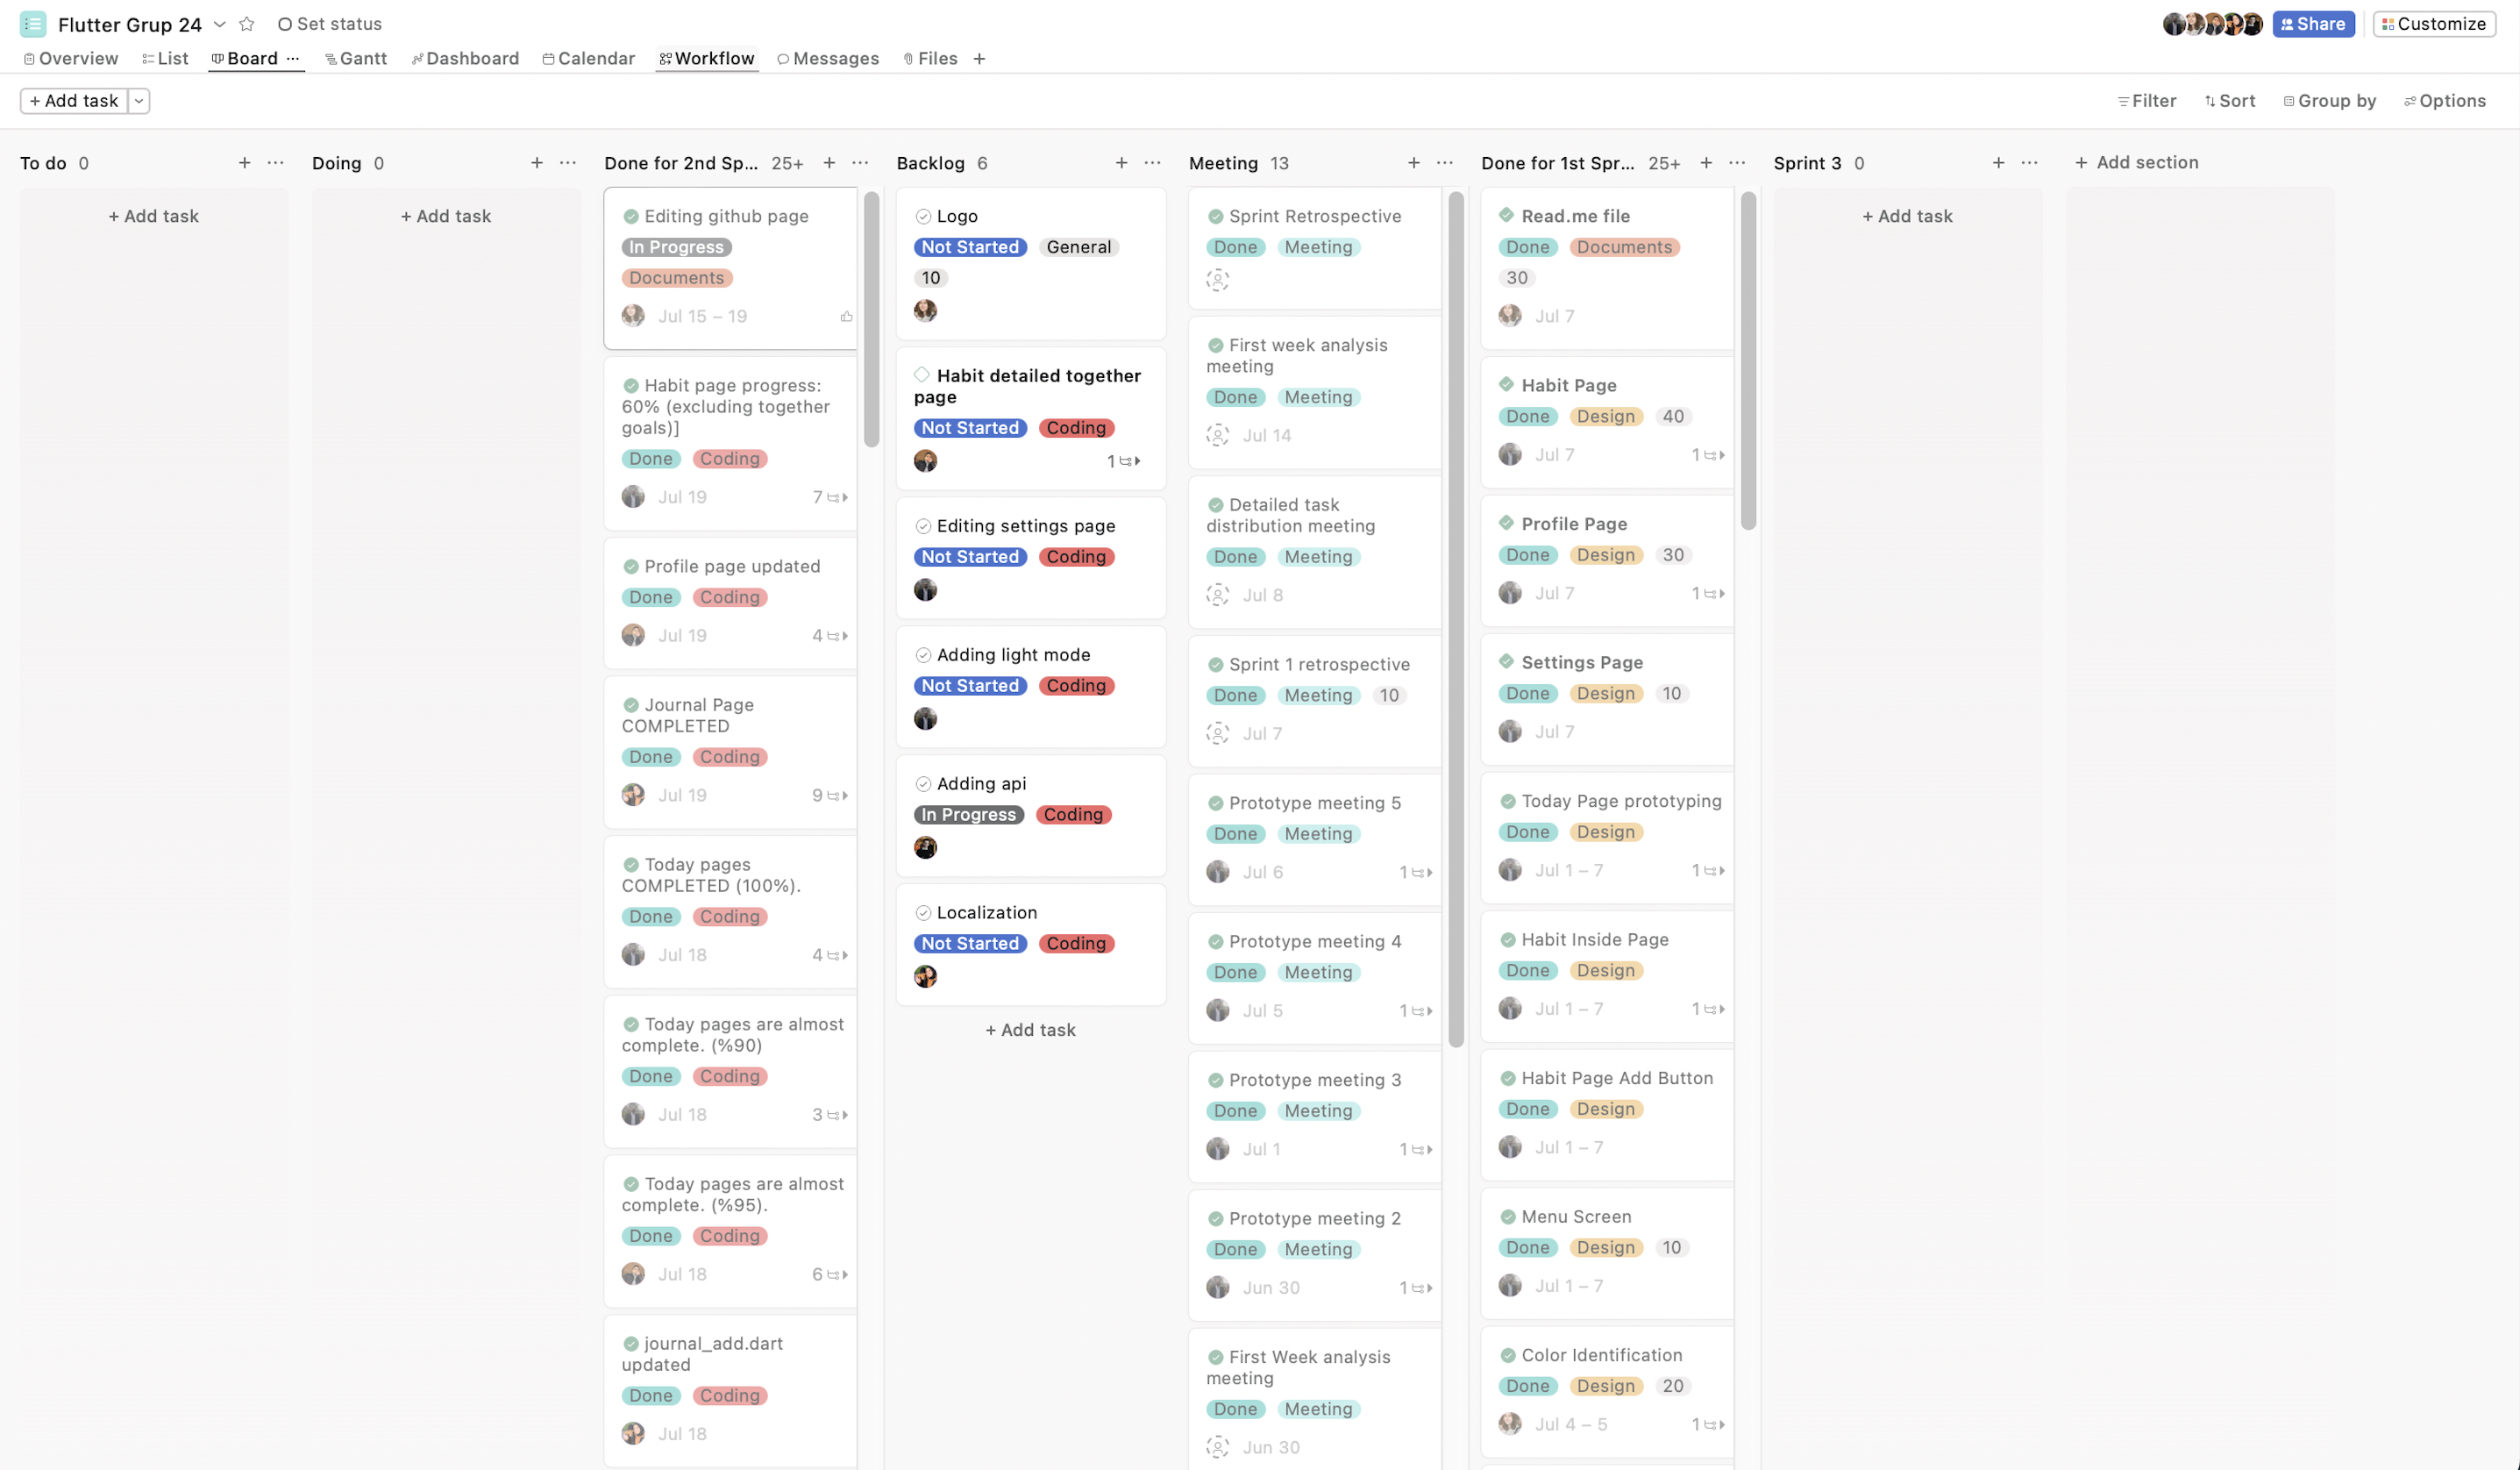 Flutter Grup 24
Set status
Share
Customize
Overview
List
Board
Gantt
Dashboard
Calendar
Workflow
Messages
Files
+ Add task
Filter
Sort
Group by
Options
To do 0
+ Add task
Doing 0
+ Add task
Done for 2nd Sp... 25+
Editing github page
In Progress
Documents
Jul 15 – 19
Habit page progress:
60% (excluding together
goals)]
Done Coding
Jul 19 7
Profile page updated
Done Coding
Jul 19 4
Journal Page
COMPLETED
Done Coding
Jul 19 9
Today pages
COMPLETED (100%).
Done Coding
Jul 18 4
Today pages are almost
complete. (%90)
Done Coding
Jul 18 3
Today pages are almost
complete. (%95).
Done Coding
Jul 18 6
journal_add.dart
updated
Done Coding
Jul 18
Backlog 6
Logo
Not Started General
10
Habit detailed together
page
Not Started Coding
1
Editing settings page
Not Started Coding
Adding light mode
Not Started Coding
Adding api
In Progress Coding
Localization
Not Started Coding
+ Add task
Meeting 13
Sprint Retrospective
Done Meeting
First week analysis
meeting
Done Meeting
Jul 14
Detailed task
distribution meeting
Done Meeting
Jul 8
Sprint 1 retrospective
Done Meeting 10
Jul 7
Prototype meeting 5
Done Meeting
Jul 6 1
Prototype meeting 4
Done Meeting
Jul 5 1
Prototype meeting 3
Done Meeting
Jul 1 1
Prototype meeting 2
Done Meeting
Jun 30 1
First Week analysis
meeting
Done Meeting
Jun 30
Done for 1st Spr... 25+
Read.me file
Done Documents
30
Jul 7
Habit Page
Done Design 40
Jul 7 1
Profile Page
Done Design 30
Jul 7 1
Settings Page
Done Design 10
Jul 7
Today Page prototyping
Done Design
Jul 1 – 7 1
Habit Inside Page
Done Design
Jul 1 – 7 1
Habit Page Add Button
Done Design
Jul 1 – 7
Menu Screen
Done Design 10
Jul 1 – 7
Color Identification
Done Design 20
Jul 4 – 5 1
Sprint 3 0
+ Add task
+ Add section